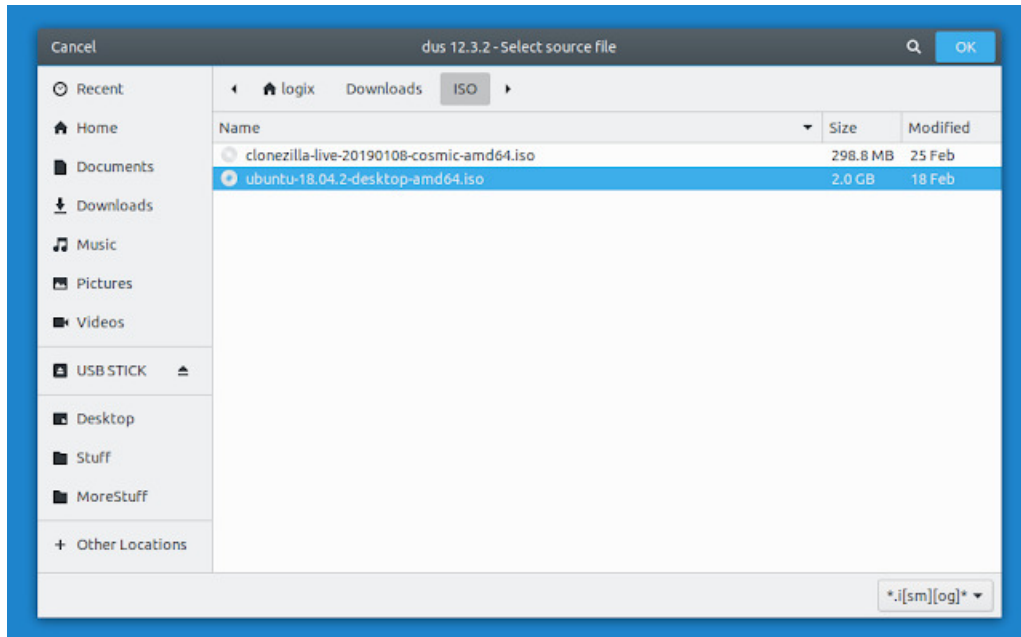 Cancel dus 12.3.2 - Select source file OK
Recent
Home
Documents
Downloads
Music
Pictures
Videos
USB STICK
Desktop
Stuff
MoreStuff
+ Other Locations
logix Downloads ISO
Name Size Modified
clonezilla-live-20190108-cosmic-amd64.iso 298.8 MB 25 Feb
ubuntu-18.04.2-desktop-amd64.iso 2.0 GB 18 Feb
*.i[sm][og]*